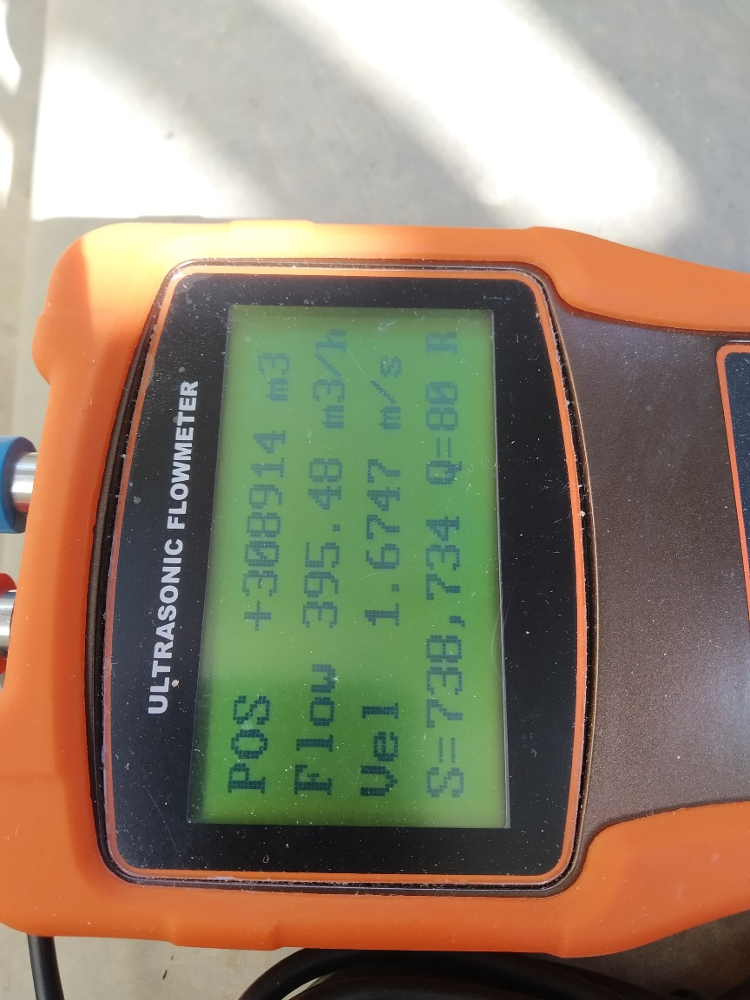 ULTRASONIC FLOWMETER
POS +308914 m3
Flow 395.48 m3/h
Vel 1.6747 m/s
S=738,734 Q=80 R